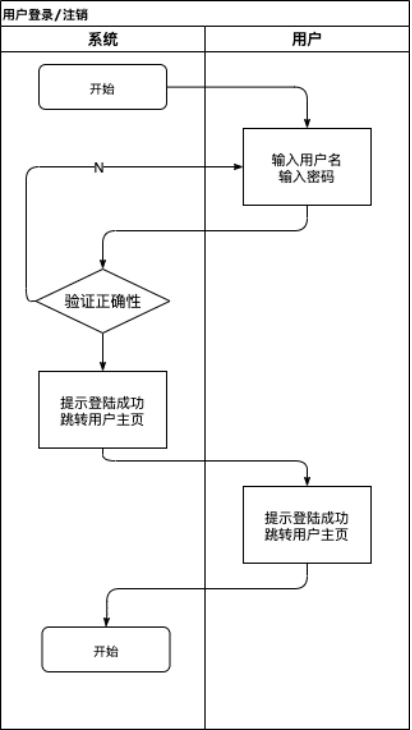 用户登录/注销
系统
用户
开始
输入用户名
输入密码
N
验证正确性
提示登陆成功
跳转用户主页
提示登陆成功
跳转用户主页
开始